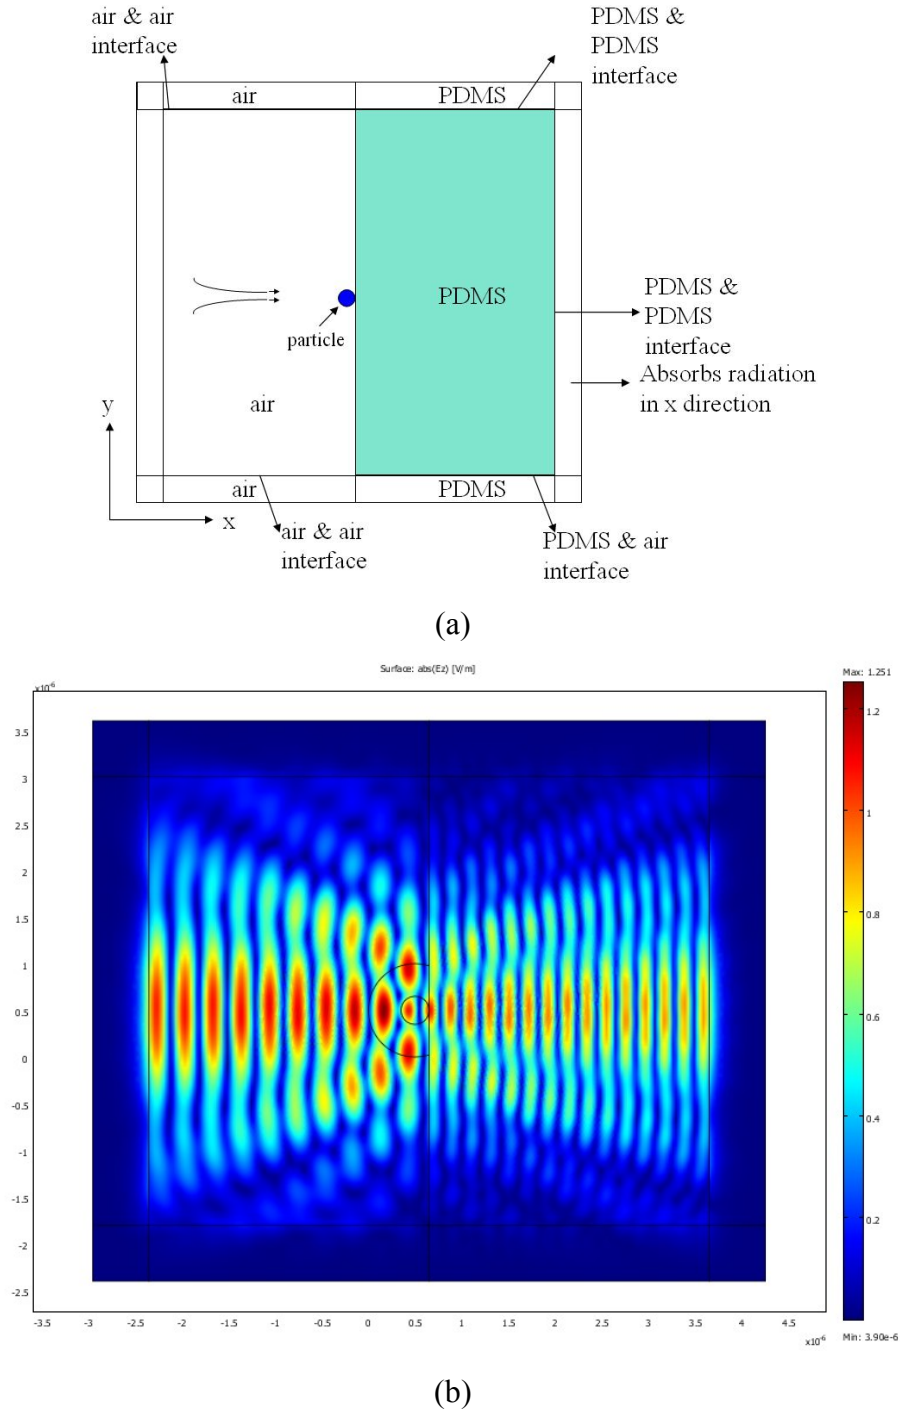 air & air
interface
PDMS &
PDMS
interface
air
PDMS
PDMS
particle
air
PDMS &
PDMS
interface
Absorbs radiation
in x direction
y
x
air
PDMS
air & air
interface
PDMS & air
interface
(a)
Surface: abs(Ez) [V/m]
Max: 1.251
x10⁻⁶
3.5
3
2.5
2
1.5
1
0.5
0
-0.5
-1
-1.5
-2
-2.5
1.2
1
0.8
0.6
0.4
0.2
-3.5 -3 -2.5 -2 -1.5 -1 -0.5 0 0.5 1 1.5 2 2.5 3 3.5 4 4.5
x10⁻⁶
Min: 3.90e-6
(b)